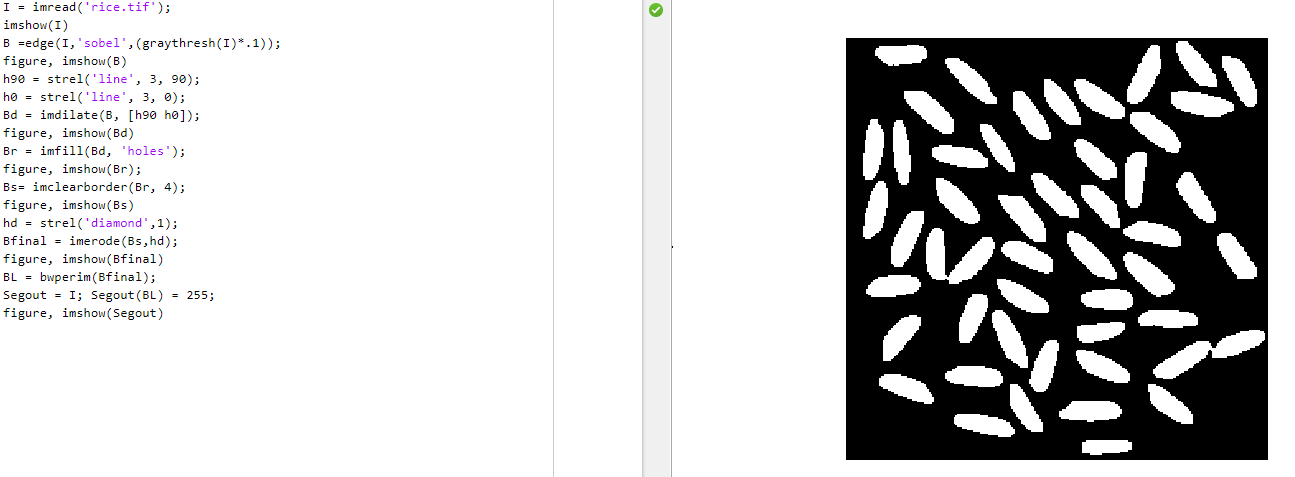 I = imread('rice.tif');
imshow(I)
B =edge(I,'sobel',(graythresh(I)*.1));
figure, imshow(B)
h90 = strel('line', 3, 90);
h0 = strel('line', 3, 0);
Bd = imdilate(B, [h90 h0]);
figure, imshow(Bd)
Br = imfill(Bd, 'holes');
figure, imshow(Br);
Bs= imclearborder(Br, 4);
figure, imshow(Bs)
hd = strel('diamond',1);
Bfinal = imerode(Bs,hd);
figure, imshow(Bfinal)
BL = bwperim(Bfinal);
Segout = I; Segout(BL) = 255;
figure, imshow(Segout)